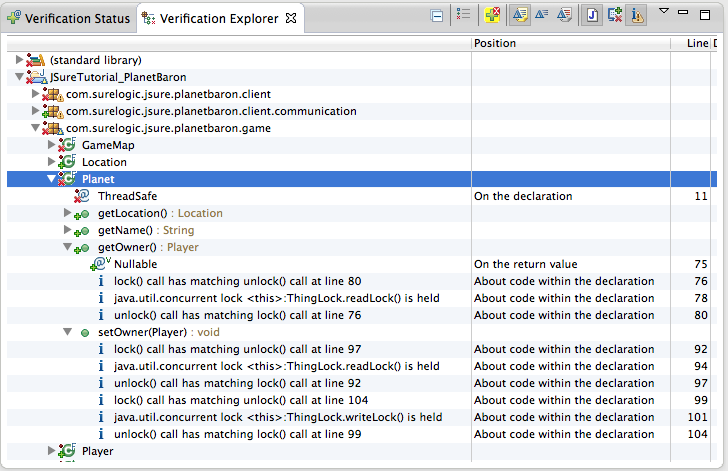 Verification Status Verification Explorer
Position Line D
(standard library)
JSureTutorial_PlanetBaron
com.surelogic.jsure.planetbaron.client
com.surelogic.jsure.planetbaron.client.communication
com.surelogic.jsure.planetbaron.game
GameMap
Location
Planet
ThreadSafe On the declaration 11
getLocation() : Location
getName() : String
getOwner() : Player
Nullable On the return value 75
lock() call has matching unlock() call at line 80 About code within the declaration 76
java.util.concurrent lock <this>:ThingLock.readLock() is held About code within the declaration 78
unlock() call has matching lock() call at line 76 About code within the declaration 80
setOwner(Player) : void
lock() call has matching unlock() call at line 97 About code within the declaration 92
java.util.concurrent lock <this>:ThingLock.readLock() is held About code within the declaration 94
unlock() call has matching lock() call at line 92 About code within the declaration 97
lock() call has matching unlock() call at line 104 About code within the declaration 99
java.util.concurrent lock <this>:ThingLock.writeLock() is held About code within the declaration 101
unlock() call has matching lock() call at line 99 About code within the declaration 104
Player